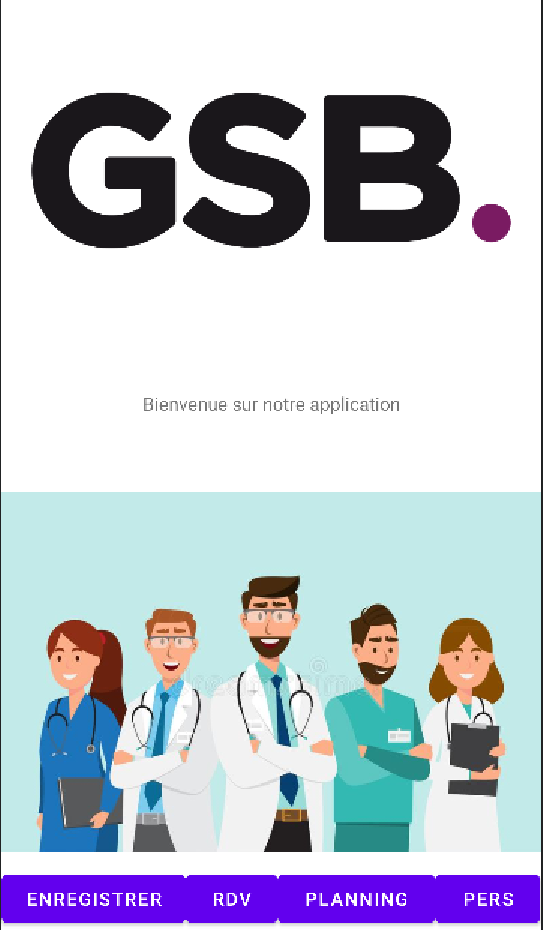 GSB.
Bienvenue sur notre application
ENREGISTRER RDV PLANNING PERS